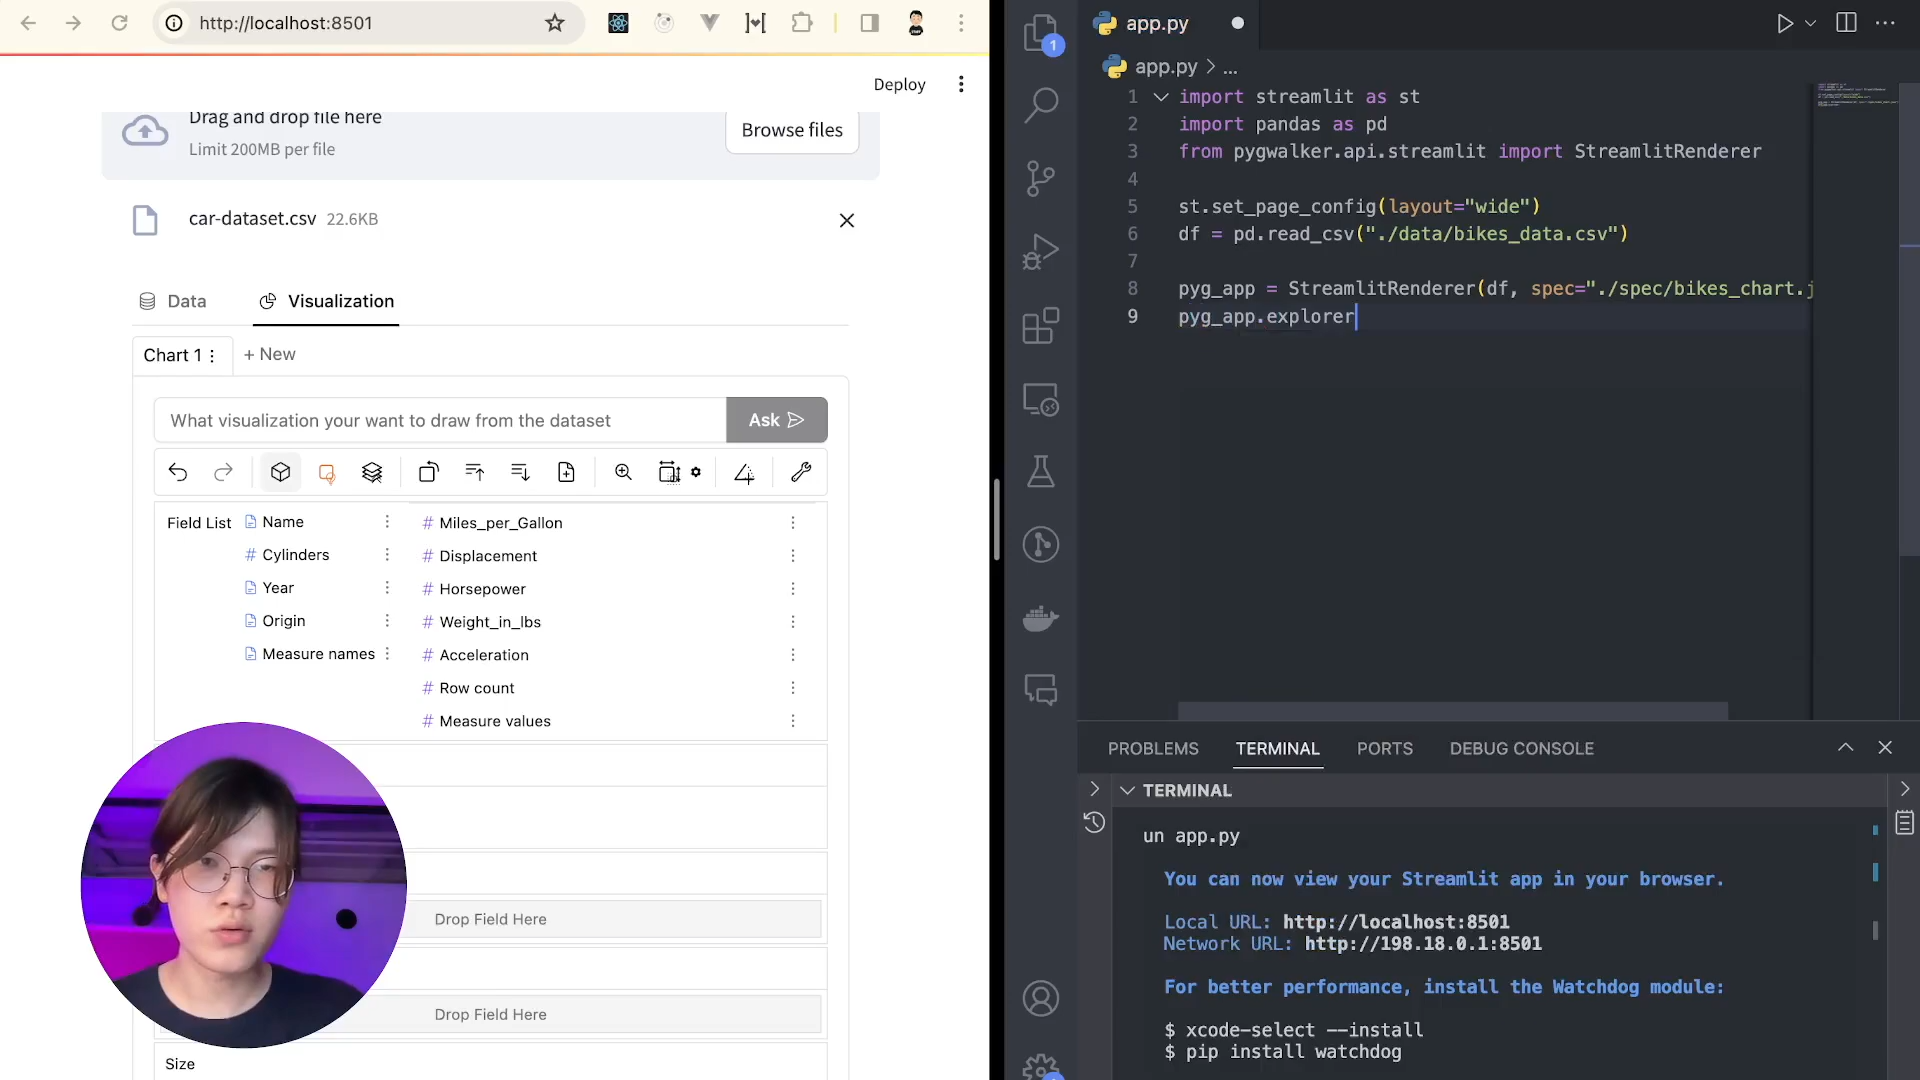 http://localhost:8501
Deploy
Drag and drop file here
Limit 200MB per file
Browse files
car-dataset.csv 22.6KB
Data
Visualization
Chart 1
+ New
What visualization your want to draw from the dataset
Ask
Field List
Name
Cylinders
Year
Origin
Measure names
Miles_per_Gallon
Displacement
Horsepower
Weight_in_lbs
Acceleration
Row count
Measure values
Drop Field Here
Drop Field Here
Size
1
app.py
app.py > ...
1 import streamlit as st
2 import pandas as pd
3 from pygwalker.api.streamlit import StreamlitRenderer
4
5 st.set_page_config(layout="wide")
6 df = pd.read_csv("./data/bikes_data.csv")
7
8 pyg_app = StreamlitRenderer(df, spec="./spec/bikes_chart.j
9 pyg_app.explorer
PROBLEMS TERMINAL PORTS DEBUG CONSOLE
TERMINAL
un app.py
You can now view your Streamlit app in your browser.
Local URL: http://localhost:8501
Network URL: http://198.18.0.1:8501
For better performance, install the Watchdog module:
$ xcode-select --install
$ pip install watchdog